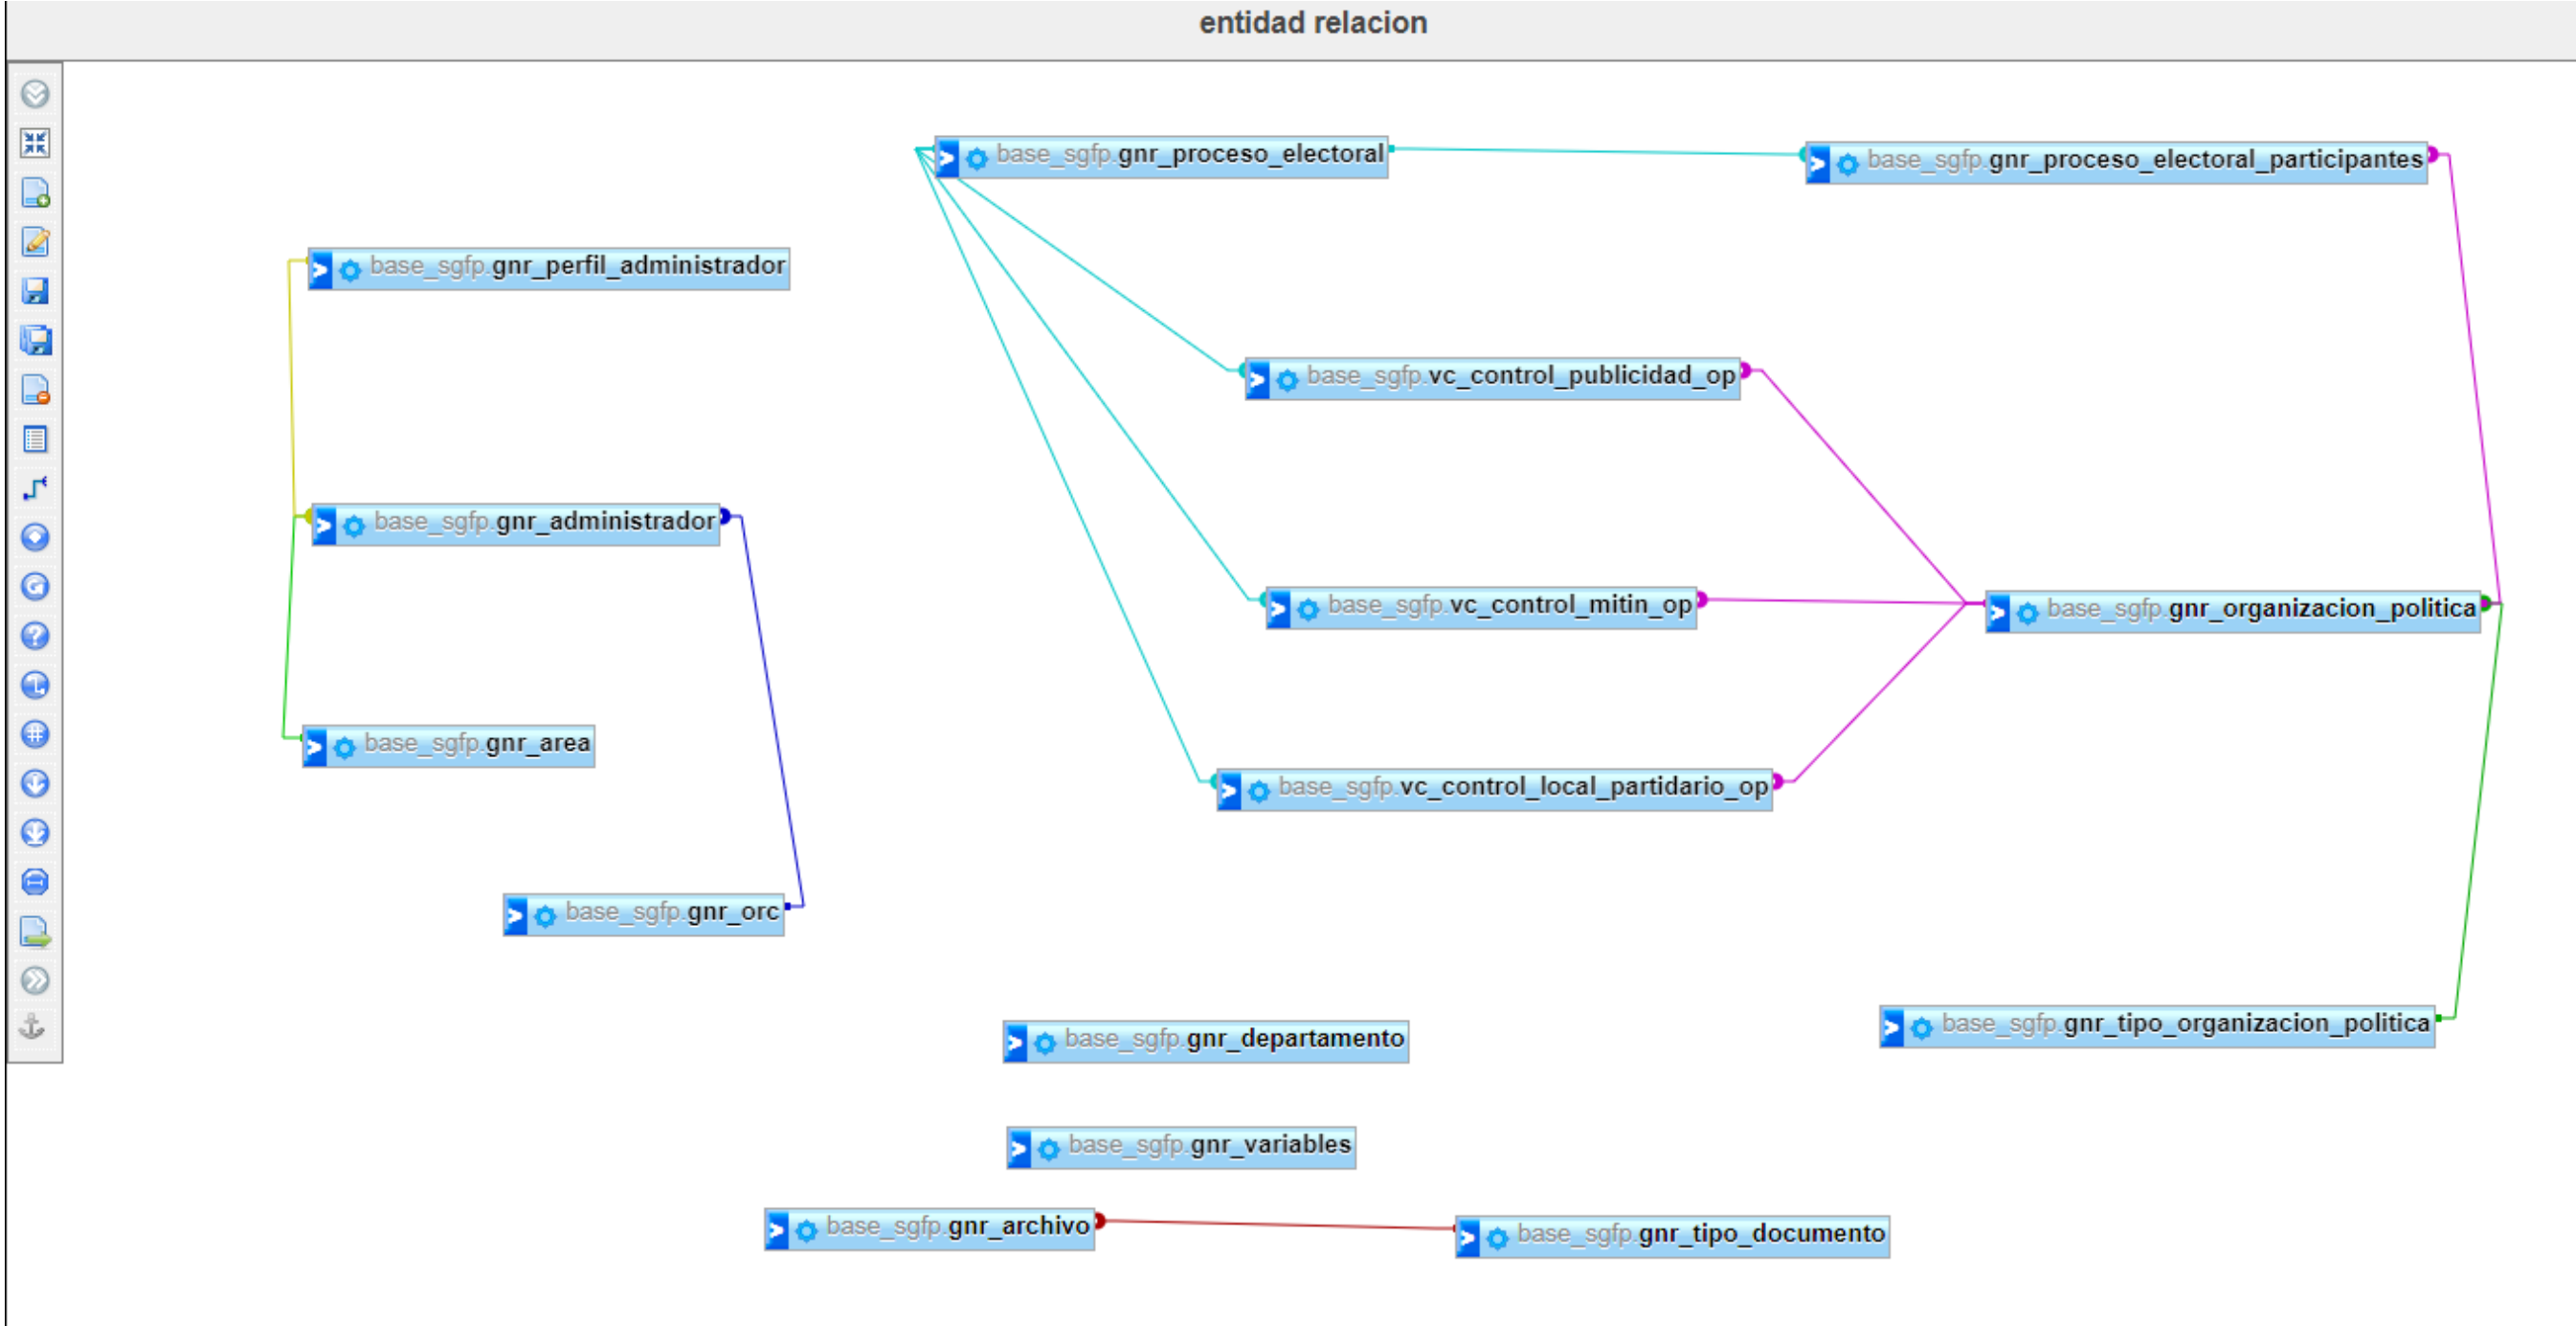 entidad relacion
base_sgfp.gnr_proceso_electoral
base_sgfp.gnr_proceso_electoral_participantes
base_sgfp.gnr_perfil_administrador
base_sgfp.vc_control_publicidad_op
base_sgfp.gnr_administrador
base_sgfp.vc_control_mitin_op
base_sgfp.gnr_organizacion_politica
base_sgfp.gnr_area
base_sgfp.vc_control_local_partidario_op
base_sgfp.gnr_orc
base_sgfp.gnr_departamento
base_sgfp.gnr_tipo_organizacion_politica
base_sgfp.gnr_variables
base_sgfp.gnr_archivo
base_sgfp.gnr_tipo_documento